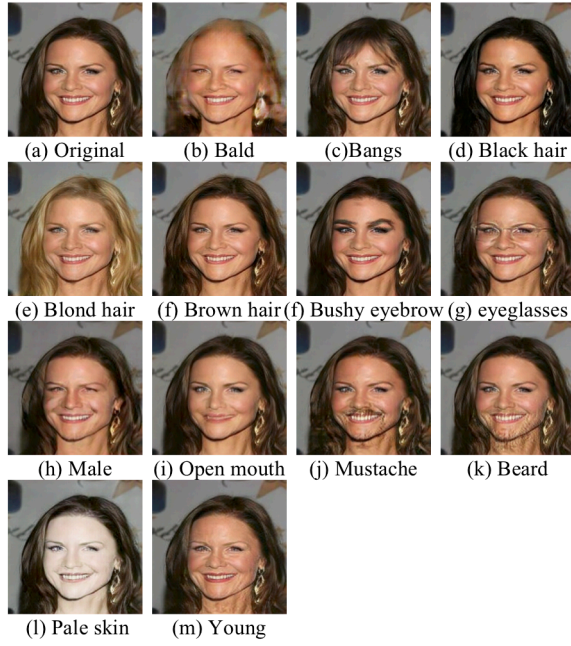 (a) Original (b) Bald (c)Bangs (d) Black hair
(e) Blond hair (f) Brown hair (f) Bushy eyebrow (g) eyeglasses
(h) Male (i) Open mouth (j) Mustache (k) Beard
(l) Pale skin (m) Young